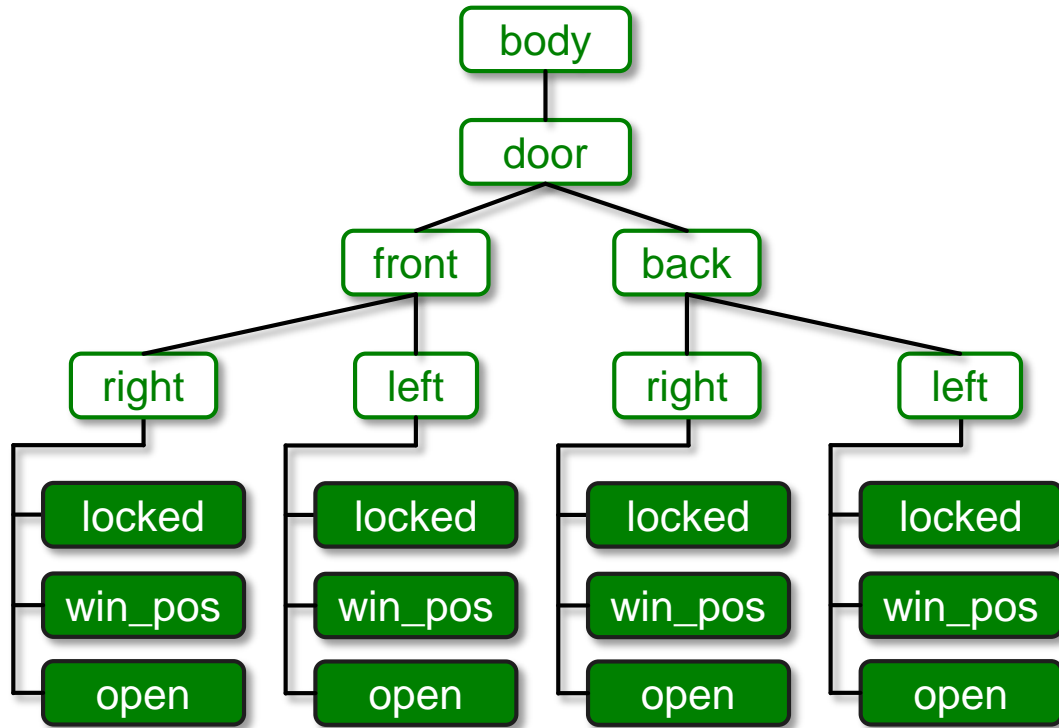 body
door
front back
right left right left
locked locked locked locked
win_pos win_pos win_pos win_pos
open open open open